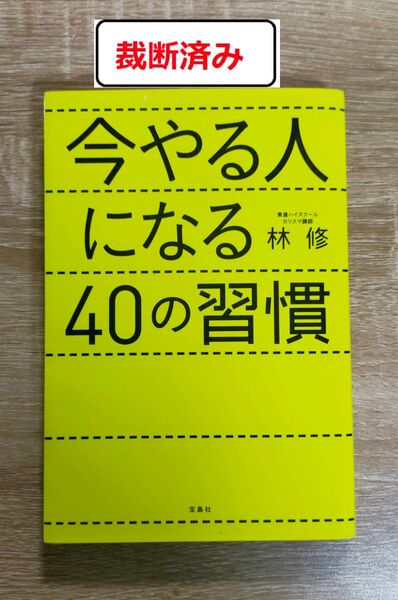 裁断済み
今やる人
になる
東進ハイスクール
カリスマ講師
林 修
40の習慣
宝島社